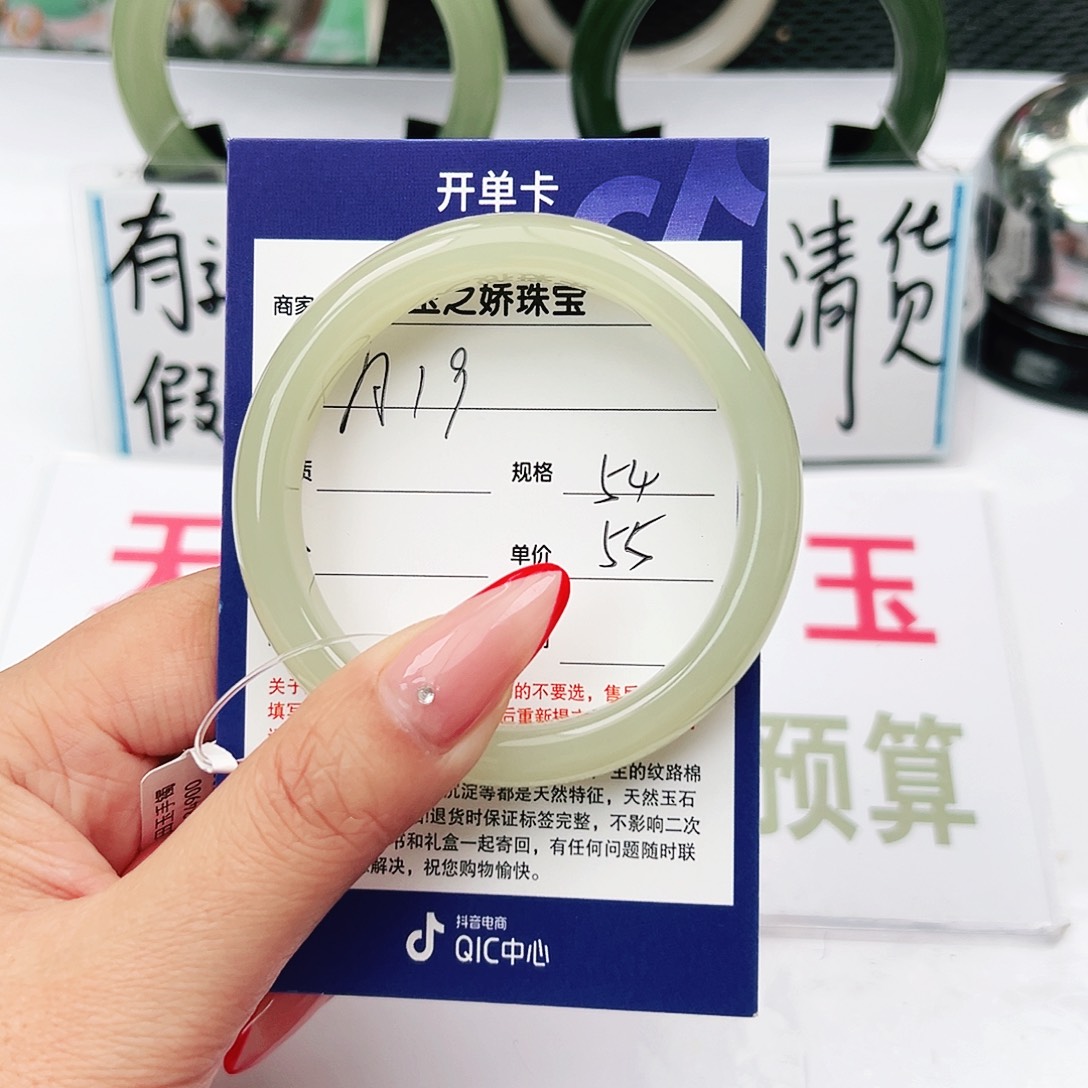 开单卡
商家
之娇珠宝
A19
规格 54
单价 55
关于
的不要选，售后
填写
后重新提交
生的纹路棉
沉淀等都是天然特征，天然玉石
退货时保证标签完整，不影响二次
书和礼盒一起寄回，有任何问题随时联
解决，祝您购物愉快。
抖音电商
QIC中心
有
假
清货
玉
预算